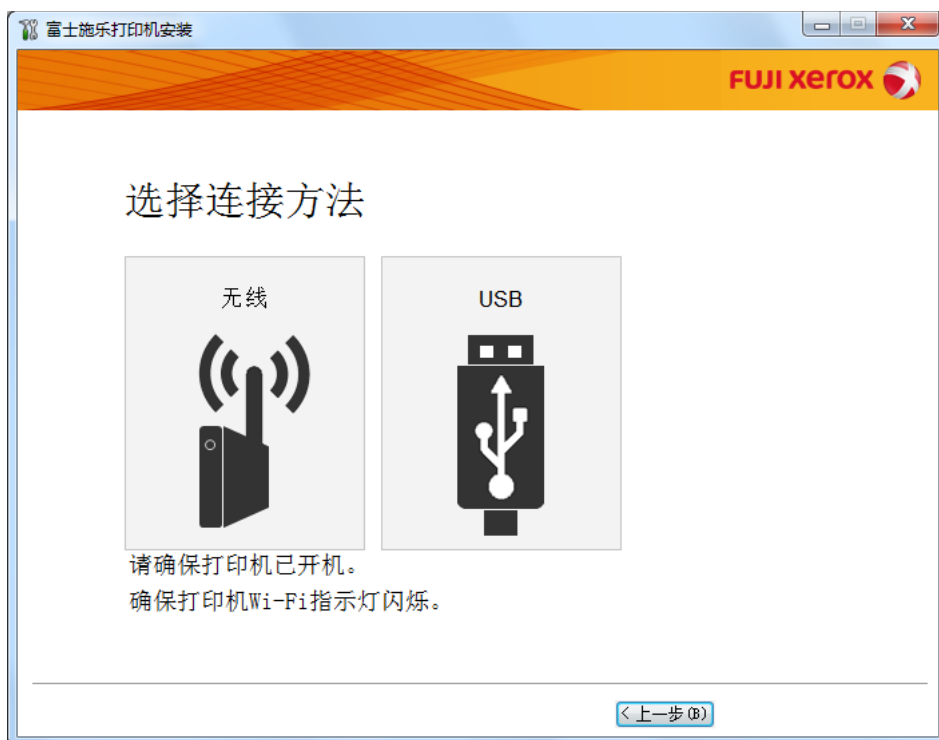 富士施乐打印机安装
FUJI xerox
选择连接方法
无线
USB
请确保打印机已开机。
确保打印机Wi-Fi指示灯闪烁。
<上一步(B)